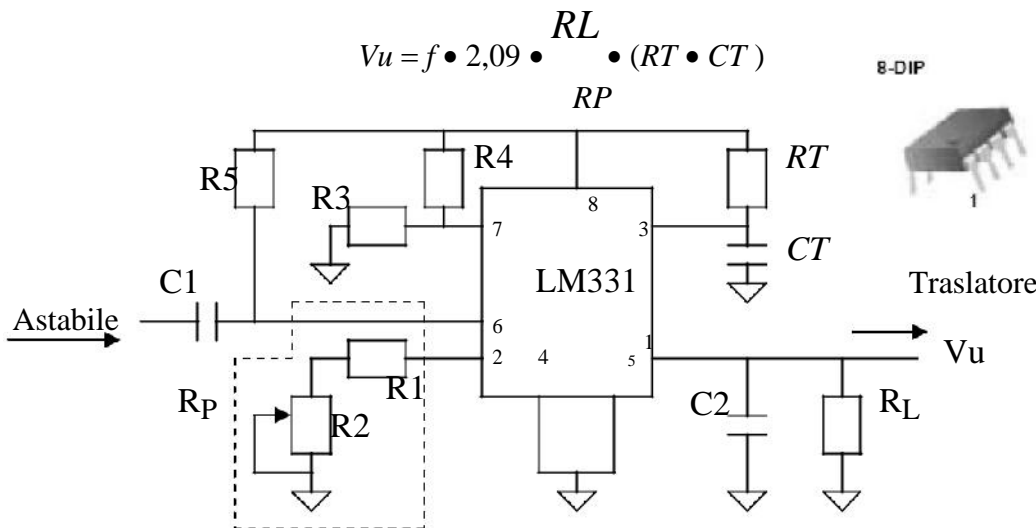 RL
Vu = f • 2,09 • • (RT • CT )
RP
8-DIP
1
R5
R4
RT
R3
8
7
3
CT
C1
LM331
Traslatore
Astabile
6
2
4
1
5
Vu
R1
RP
R2
C2
RL